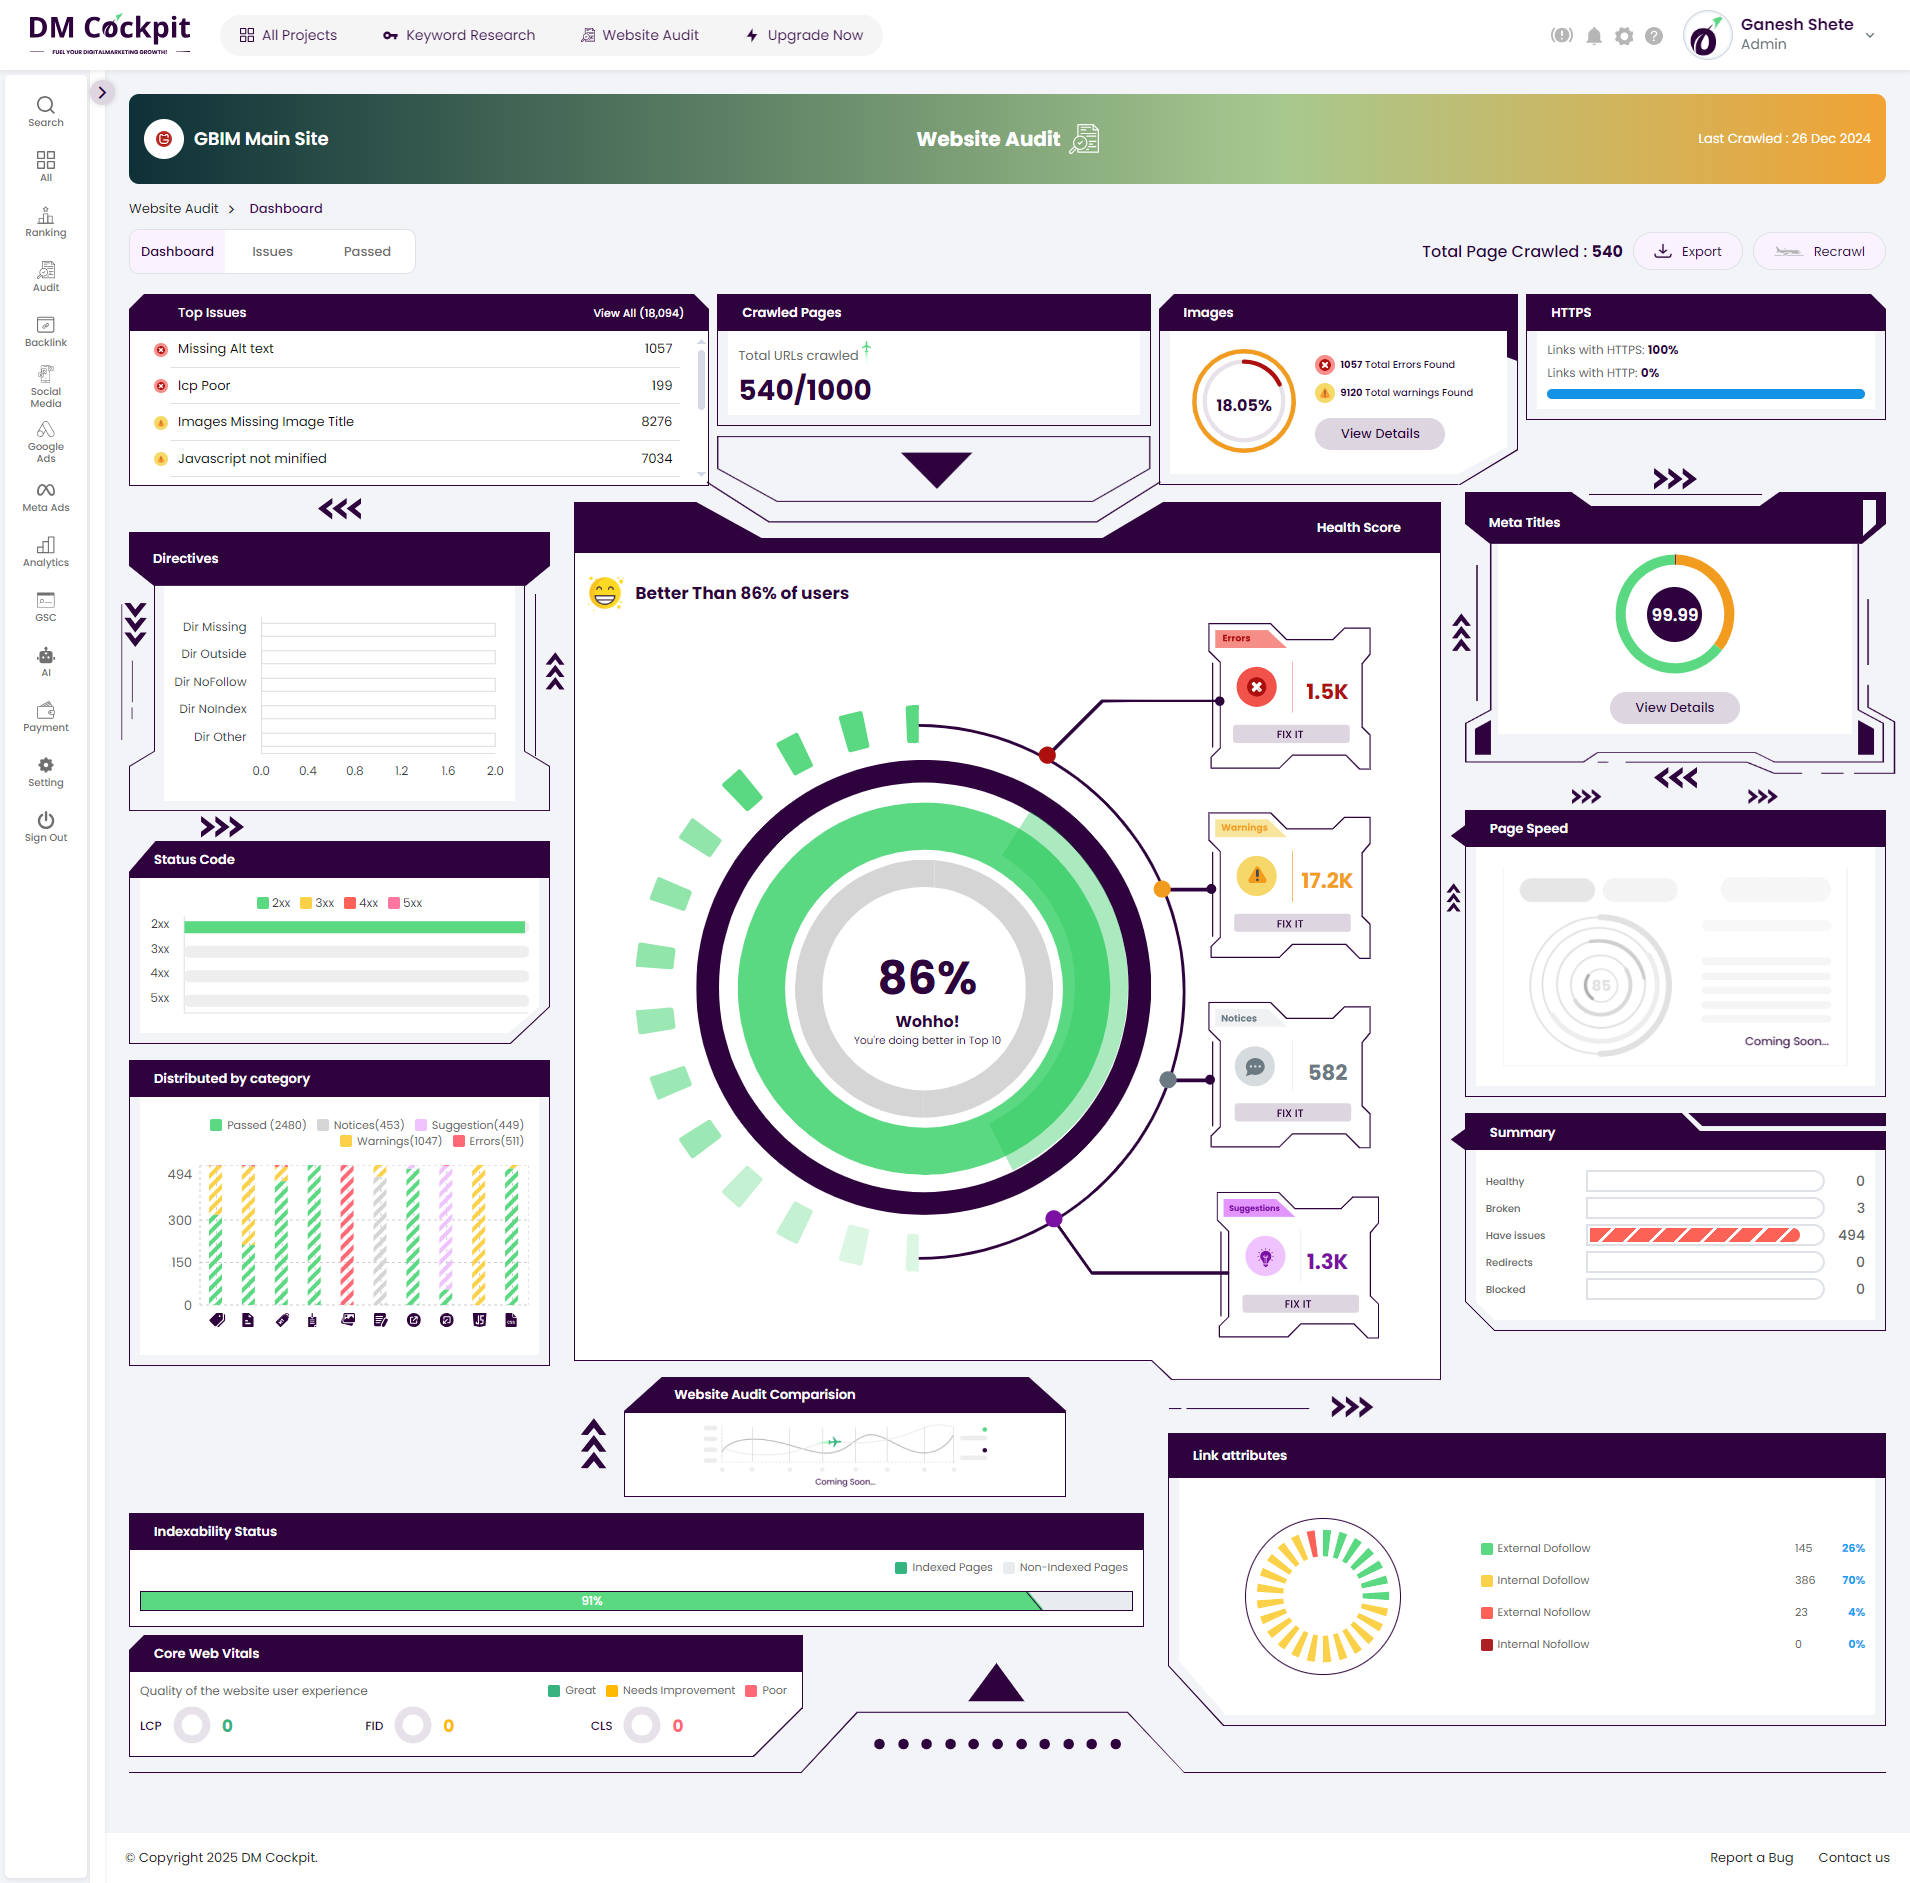 DM Cockpit
FUEL YOUR DIGITALMARKETING GROWTH!
All Projects
Keyword Research
Website Audit
Upgrade Now
Ganesh Shete
Admin
Search
All
Ranking
Audit
Backlink
Social
Media
Google
Ads
Meta Ads
Analytics
GSC
AI
Payment
Setting
Sign Out
GBIM Main Site
Website Audit
Last Crawled : 26 Dec 2024
Website Audit > Dashboard
Dashboard
Issues
Passed
Total Page Crawled : 540
Export
Recrawl
Top Issues
View All (18,094)
Missing Alt text 1057
lcp Poor 199
Images Missing Image Title 8276
Javascript not minified 7034
Crawled Pages
Total URLs crawled
540/1000
Images
18.05%
1057 Total Errors Found
9120 Total warnings Found
View Details
HTTPS
Links with HTTPS: 100%
Links with HTTP: 0%
Directives
Dir Missing
Dir Outside
Dir NoFollow
Dir NoIndex
Dir Other
0.0 0.4 0.8 1.2 1.6 2.0
Status Code
2xx 3xx 4xx 5xx
2xx
3xx
4xx
5xx
Distributed by category
Passed (2480) Notices(453) Suggestion(449)
Warnings(1047) Errors(511)
494
300
150
0
JS
CSS
Health Score
Better Than 86% of users
86%
Wohho!
You're doing better in Top 10
Errors
1.5K
FIX IT
Warnings
17.2K
FIX IT
Notices
582
FIX IT
Suggestions
1.3K
FIX IT
Meta Titles
99.99
View Details
Page Speed
85
Coming Soon...
Summary
Healthy 0
Broken 3
Have issues 494
Redirects 0
Blocked 0
Website Audit Comparision
Coming Soon...
Link attributes
External Dofollow 145 26%
Internal Dofollow 386 70%
External Nofollow 23 4%
Internal Nofollow 0 0%
Indexability Status
Indexed Pages Non-Indexed Pages
91%
Core Web Vitals
Quality of the website user experience
Great Needs Improvement Poor
LCP 0
FID 0
CLS 0
© Copyright 2025 DM Cockpit.
Report a Bug
Contact us